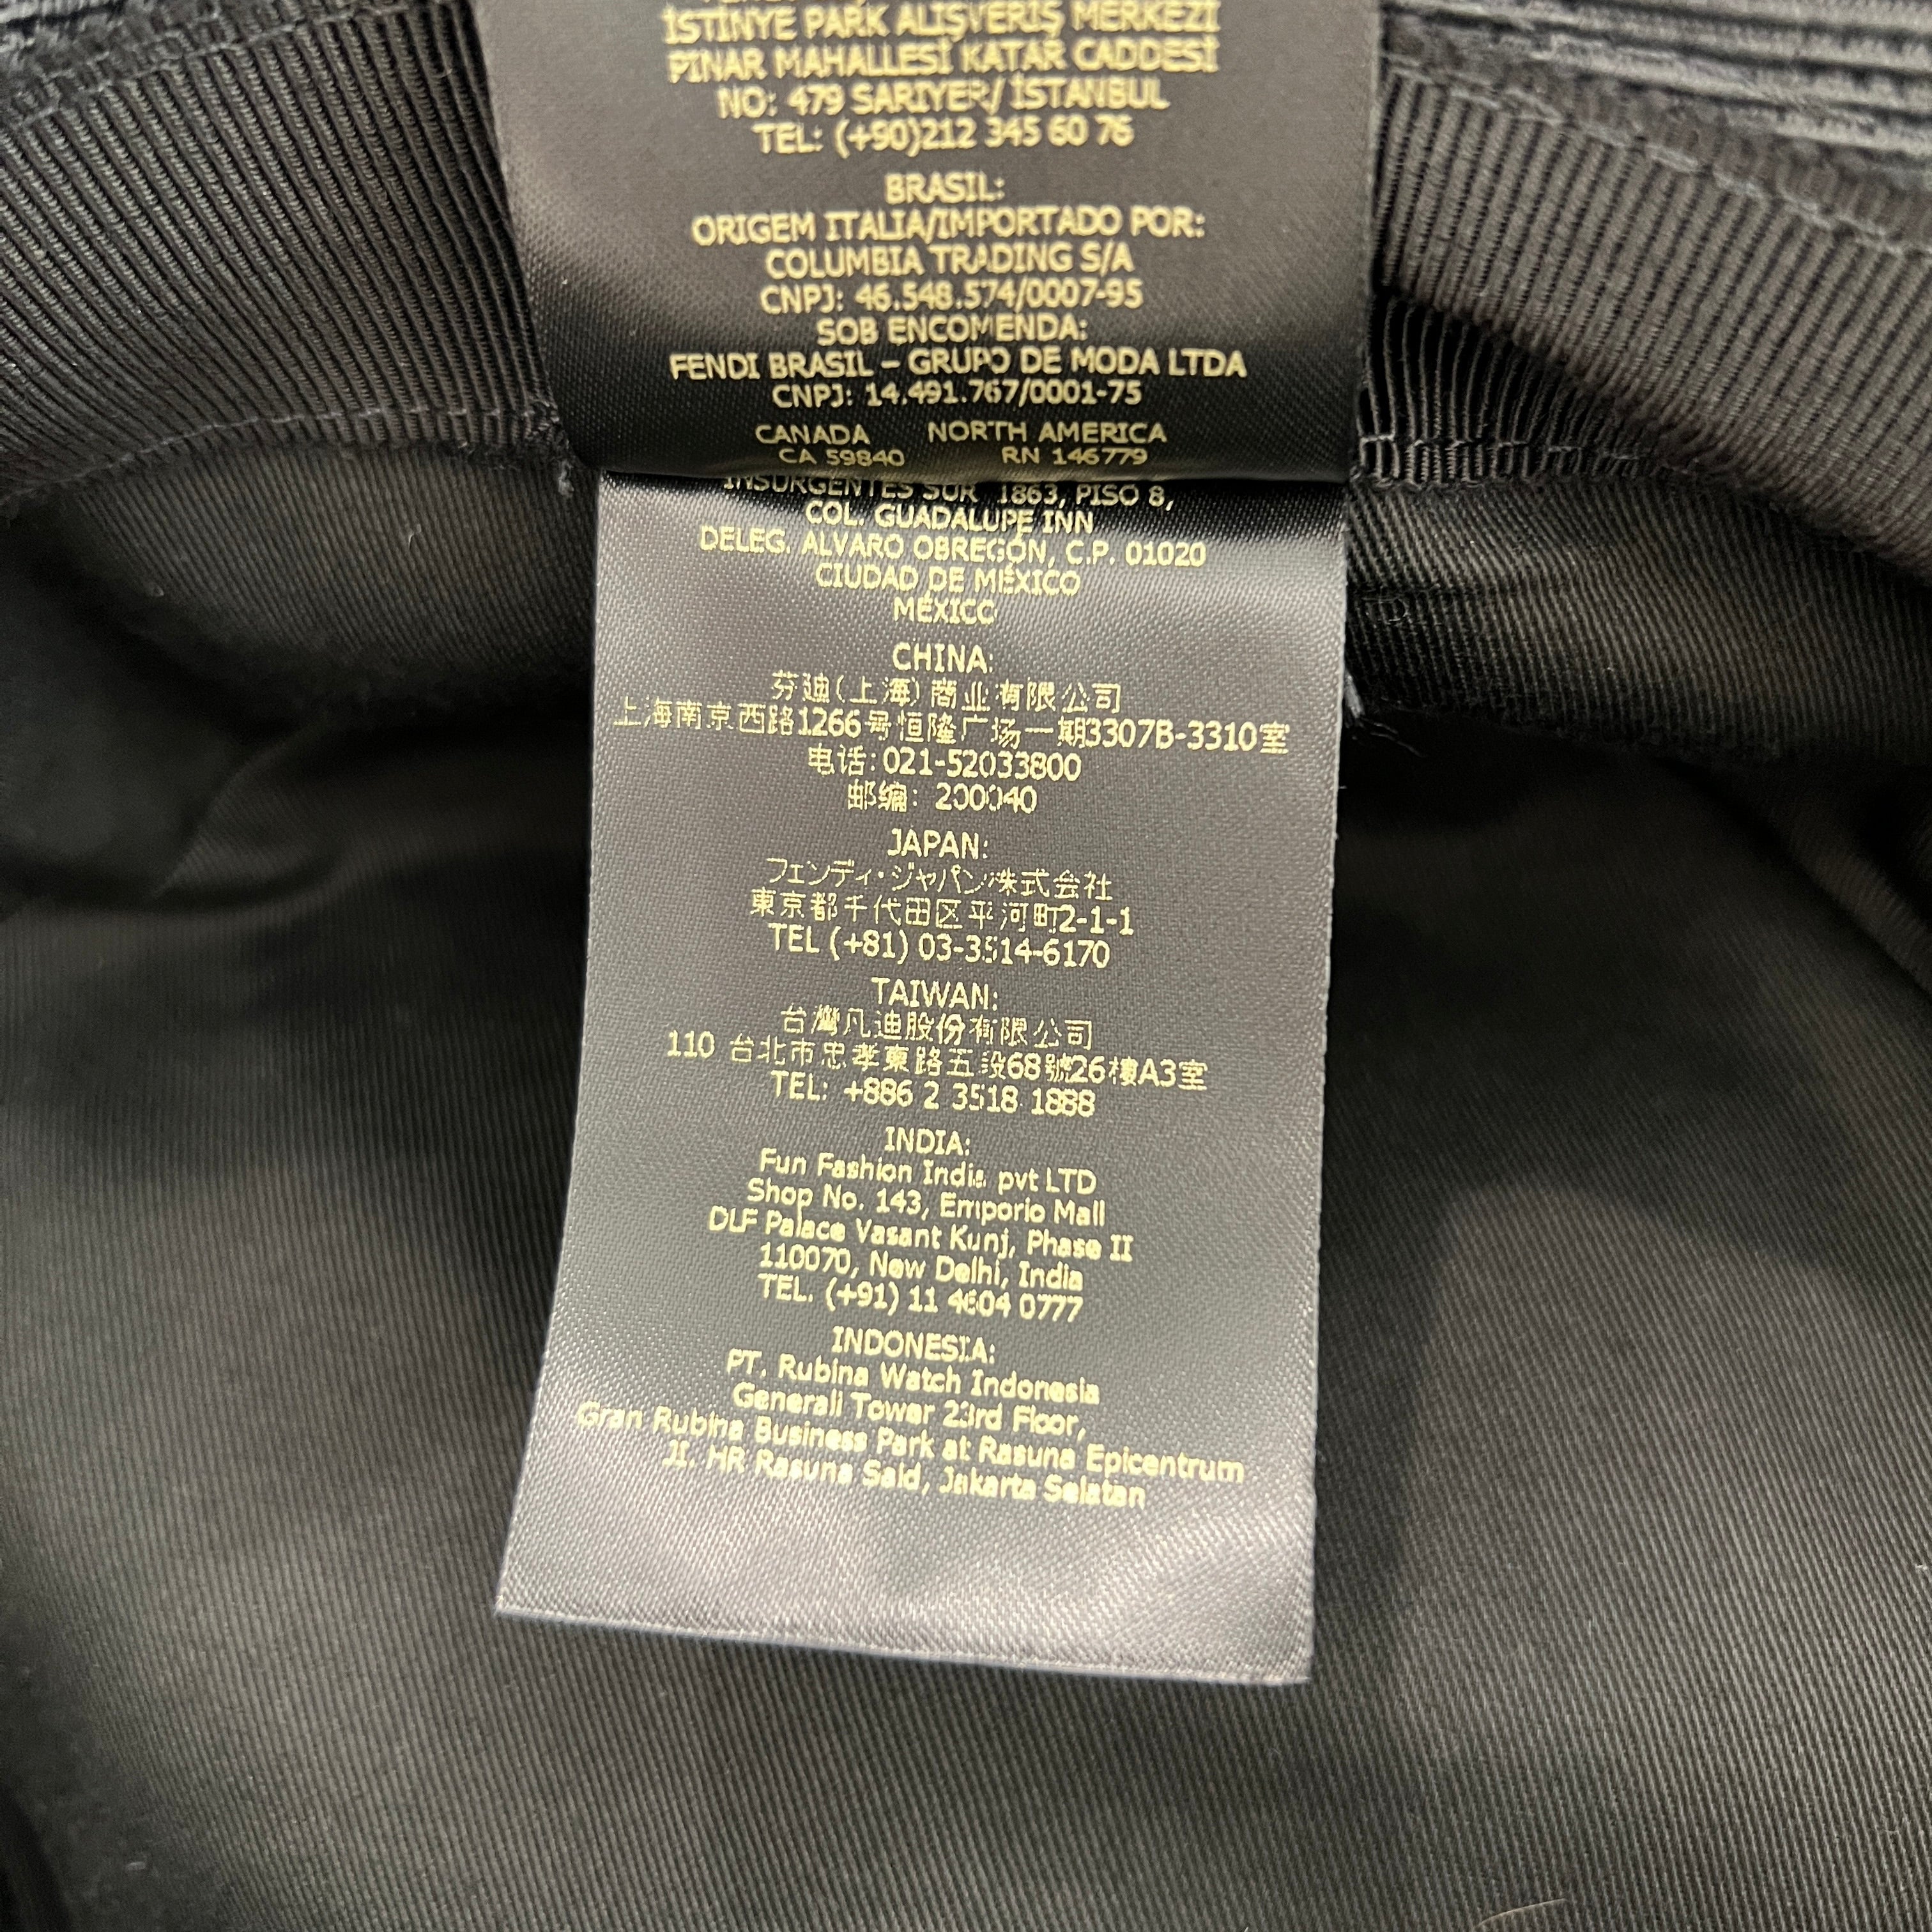 İSTİNYE PARK ALIŞVERİŞ MERKEZİ
PINAR MAHALLESİ KATAR CADDESİ
NO: 479 SARIYER/ İSTANBUL
TEL: (+90)212 345 60 76
BRASIL:
ORIGEM ITALIA/IMPORTADO POR:
COLUMBIA TRADING S/A
CNPJ: 46.548.574/0007-95
SOB ENCOMENDA:
FENDI BRASIL – GRUPO DE MODA LTDA
CNPJ: 14.491.767/0001-75
CANADA NORTH AMERICA
CA 59840 RN 146779
INSURGENTES SUR 1863, PISO 8,
COL. GUADALUPE INN
DELEG. ALVARO OBREGÓN, C.P. 01020
CIUDAD DE MÉXICO
MÉXICO
CHINA:
芬迪(上海)商业有限公司
上海南京西路1266号恒隆广场一期3307B-3310室
电话:021-52033800
邮编: 200040
JAPAN:
フェンディ・ジャパン株式会社
東京都千代田区平河町2-1-1
TEL (+81) 03-3514-6170
TAIWAN:
台灣凡迪股份有限公司
110 台北市忠孝東路五段68號26樓A3室
TEL: +886 2 3518 1888
INDIA:
Fun Fashion India pvt LTD
Shop No. 143, Emporio Mall
DLF Palace Vasant Kunj, Phase II
110070, New Delhi, India
TEL. (+91) 11 4604 0777
INDONESIA:
PT. Rubina Watch Indonesia
Generali Tower 23rd Floor,
Gran Rubina Business Park at Rasuna Epicentrum
Jl. HR Rasuna Said, Jakarta Selatan